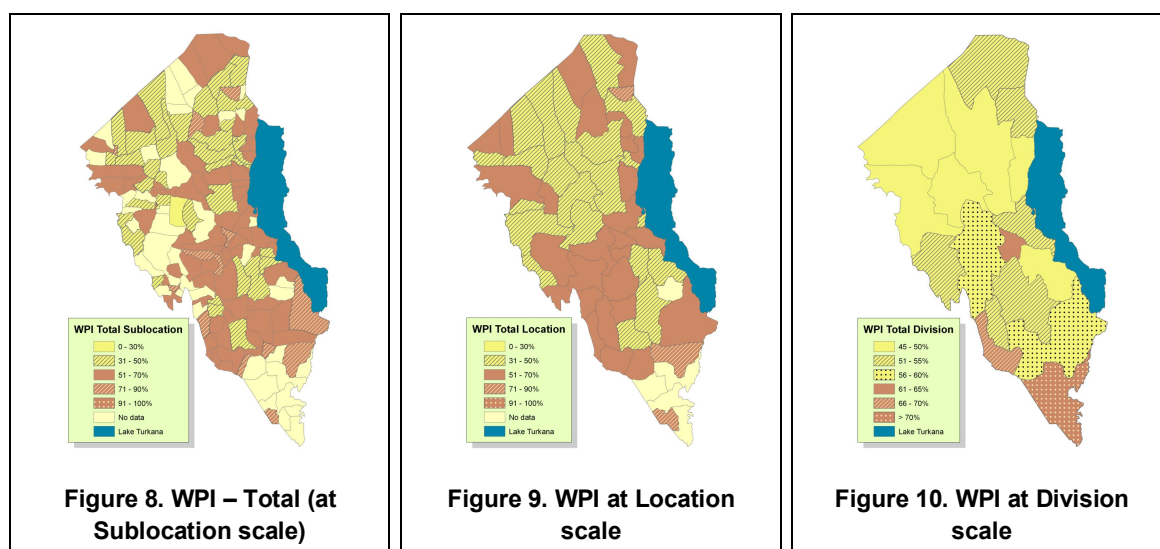 WPI Total Sublocation
0 - 30%
31 - 50%
51 - 70%
71 - 90%
91 - 100%
No data
Lake Turkana
Figure 8. WPI – Total (at
Sublocation scale)
WPI Total Location
0 - 30%
31 - 50%
51 - 70%
71 - 90%
91 - 100%
No data
Lake Turkana
Figure 9. WPI at Location
scale
WPI Total Division
45 - 50%
51 - 55%
56 - 60%
61 - 65%
66 - 70%
> 70%
Lake Turkana
Figure 10. WPI at Division
scale